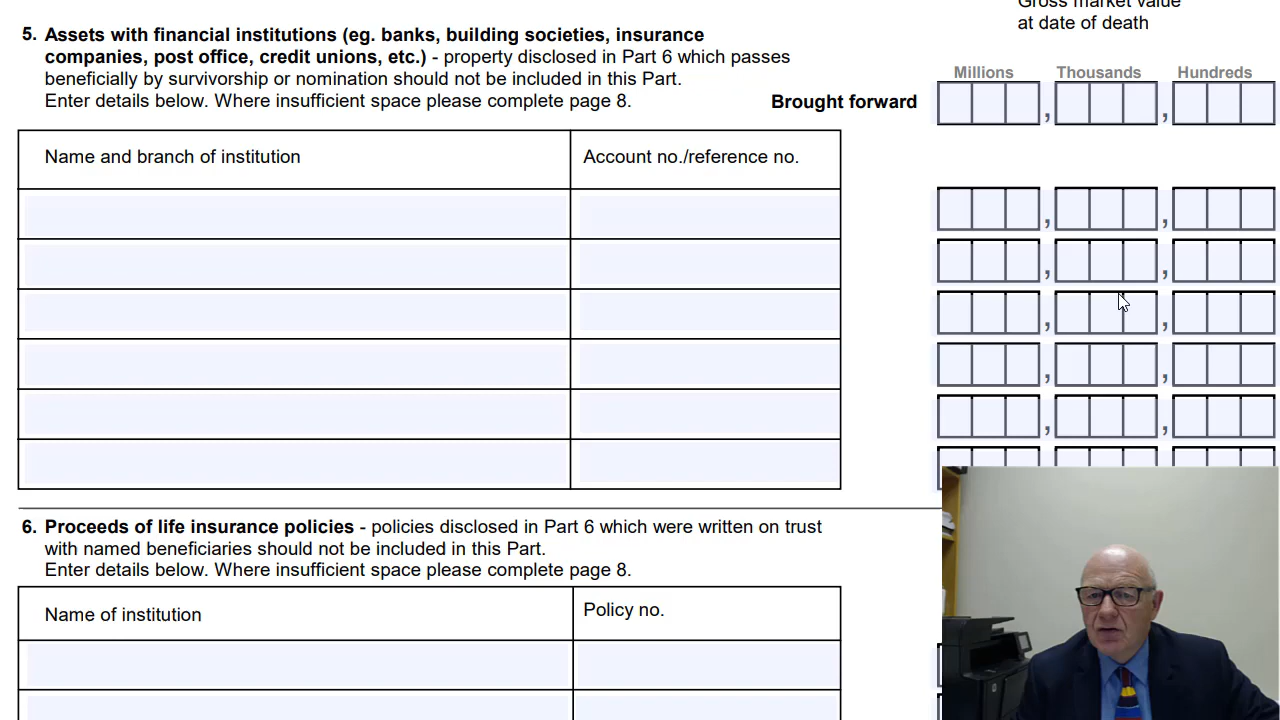 Gross market value
at date of death
5. Assets with financial institutions (eg. banks, building societies, insurance
companies, post office, credit unions, etc.) - property disclosed in Part 6 which passes
beneficially by survivorship or nomination should not be included in this Part.
Enter details below. Where insufficient space please complete page 8.
Millions Thousands Hundreds
Brought forward , ,
Name and branch of institution Account no./reference no.
, ,
, ,
, ,
, ,
, ,
6. Proceeds of life insurance policies - policies disclosed in Part 6 which were written on trust
with named beneficiaries should not be included in this Part.
Enter details below. Where insufficient space please complete page 8.
Name of institution Policy no.